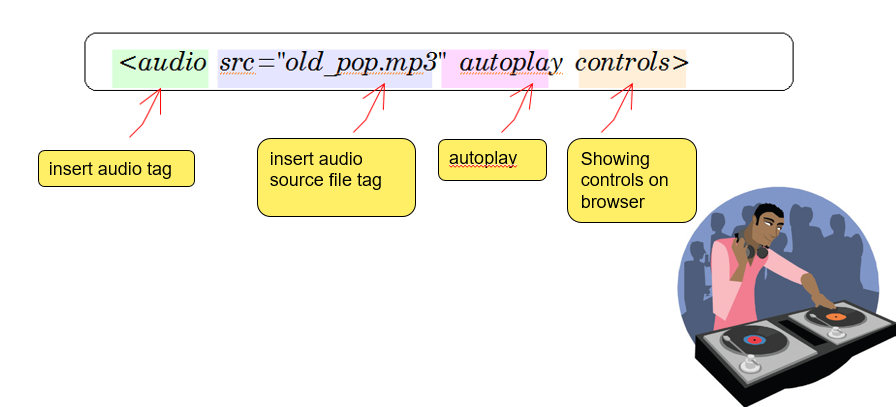 <audio src="old_pop.mp3" autoplay controls>
insert audio tag
insert audio
source file tag
autoplay
Showing
controls on
browser